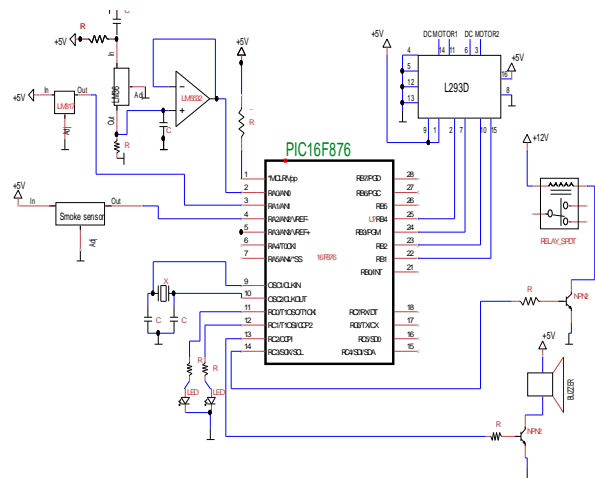 C
R
+5V
+5V
In
DCMOTOR1
DC MOTOR2
+5V
14 11
6 3
+5V
4
5
12
13
L293D
16
8
9 1 2 7 10 15
+5V
In
Out
Adj
LM35
Adj
Out
R
C
LM5532
R
+12V
RELAY_SPDT
PIC16F876
+5V
In
Smoke sensor
Out
Adj
1 *MCLR/Vpp
2 RA0/AN0
3 RA1/AN1
4 RA2/AN2/VREF-
5 RA3/AN3/VREF+
6 RA4/T0CKI
7 RA5/AN4/*SS
9 OSC1/CLKIN
10 OSC2/CLKOUT
11 RC0/T1OSO/T1CKI
12 RC1/T1OSI/CCP2
13 RC2/CCP1
14 RC3/SCK/SCL
16F876
U?
RB7/PGD 28
RB6/PGC 27
RB5 26
RB4 25
RB3/PGM 24
RB2 23
RB1 22
RB0/INT 21
RC7/RX/DT 18
RC6/TX/CK 17
RC5/SDO 16
RC4/SDI/SDA 15
X
C
C
R
R
LED
LED
R
NPN2
+5V
BUZZER
R
NPN2